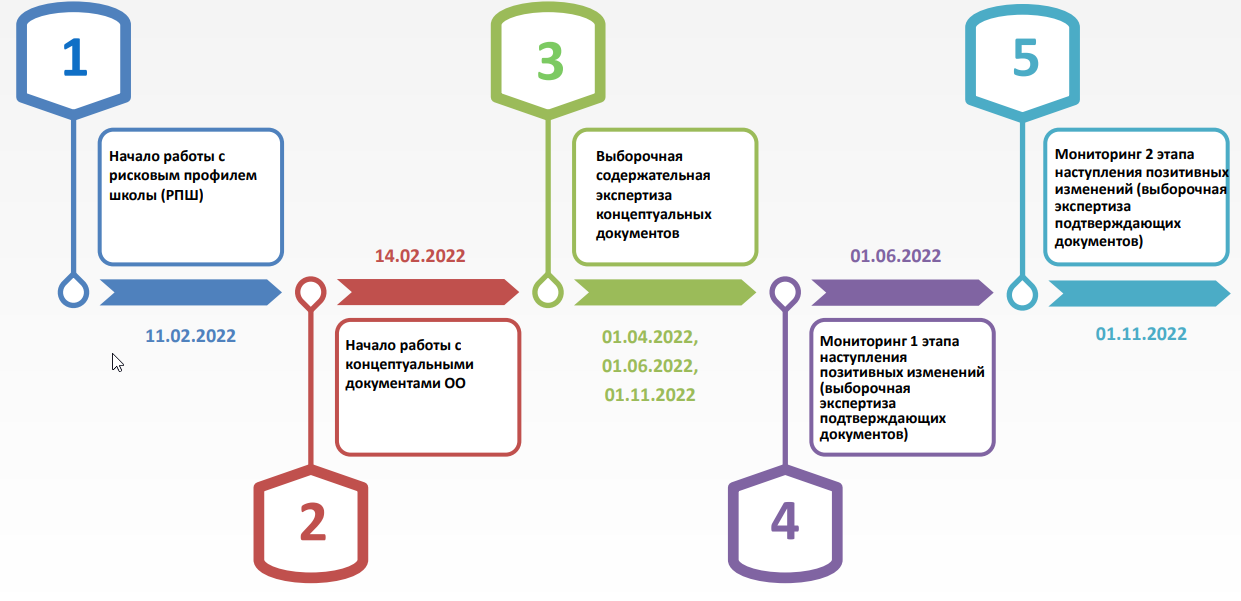 1
Начало работы с
рисковым профилем
школы (РПШ)
11.02.2022
2
14.02.2022
Начало работы с
концептуальными
документами ОО
3
Выборочная
содержательная
экспертиза
концептуальных
документов
01.04.2022,
01.06.2022,
01.11.2022
4
01.06.2022
Мониторинг 1 этапа
наступления
позитивных изменений
(выборочная
экспертиза
подтверждающих
документов)
5
Мониторинг 2 этапа
наступления позитивных
изменений (выборочная
экспертиза
подтверждающих
документов)
01.11.2022